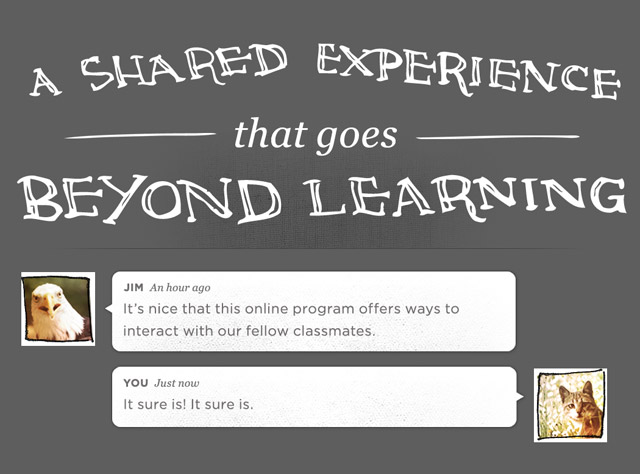 A SHARED EXPERIENCE
that goes
BEYOND LEARNING
JIM An hour ago
It’s nice that this online program offers ways to
interact with our fellow classmates.
YOU Just now
It sure is! It sure is.